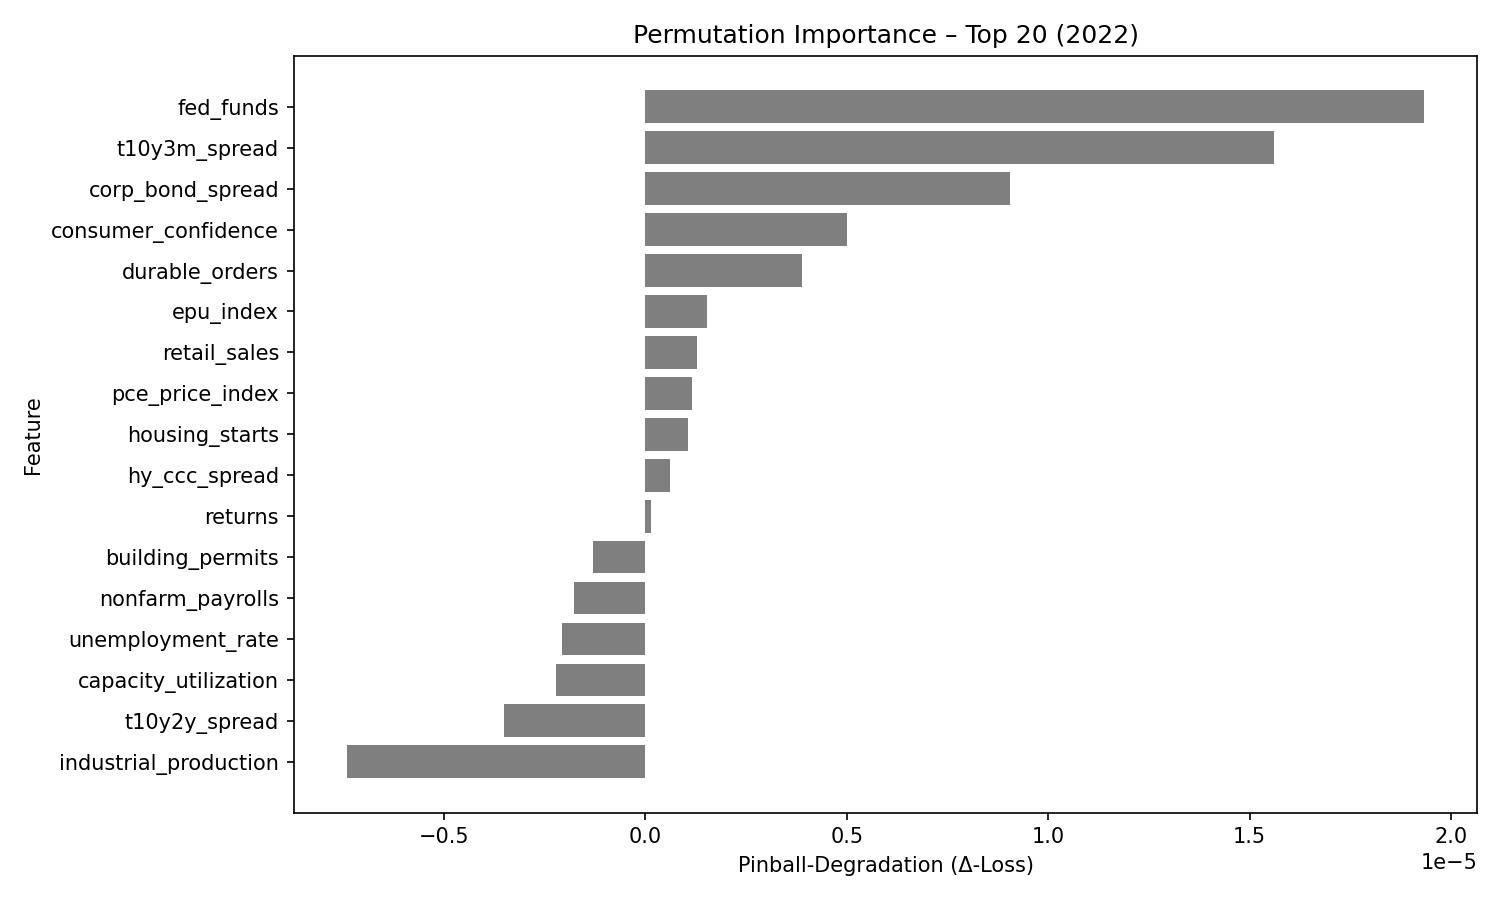 Permutation Importance – Top 20 (2022)
Feature
fed_funds
t10y3m_spread
corp_bond_spread
consumer_confidence
durable_orders
epu_index
retail_sales
pce_price_index
housing_starts
hy_ccc_spread
returns
building_permits
nonfarm_payrolls
unemployment_rate
capacity_utilization
t10y2y_spread
industrial_production
−0.5 0.0 0.5 1.0 1.5 2.0
1e−5
Pinball-Degradation (Δ-Loss)